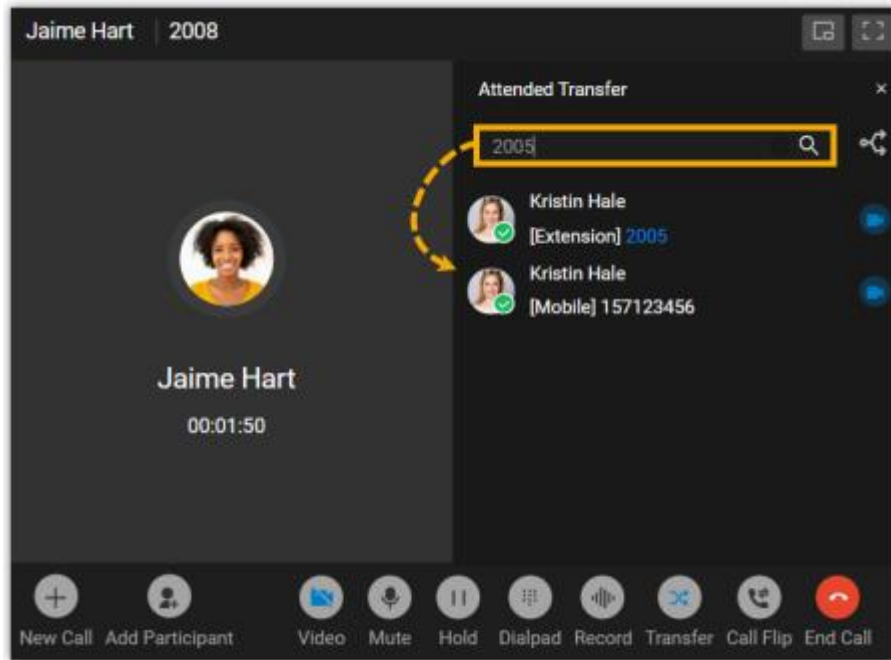 Jaime Hart 2008
Attended Transfer
2005
Kristin Hale
[Extension] 2005
Kristin Hale
[Mobile] 157123456
Jaime Hart
00:01:50
New Call Add Participant Video Mute Hold Dialpad Record Transfer Call Flip End Call